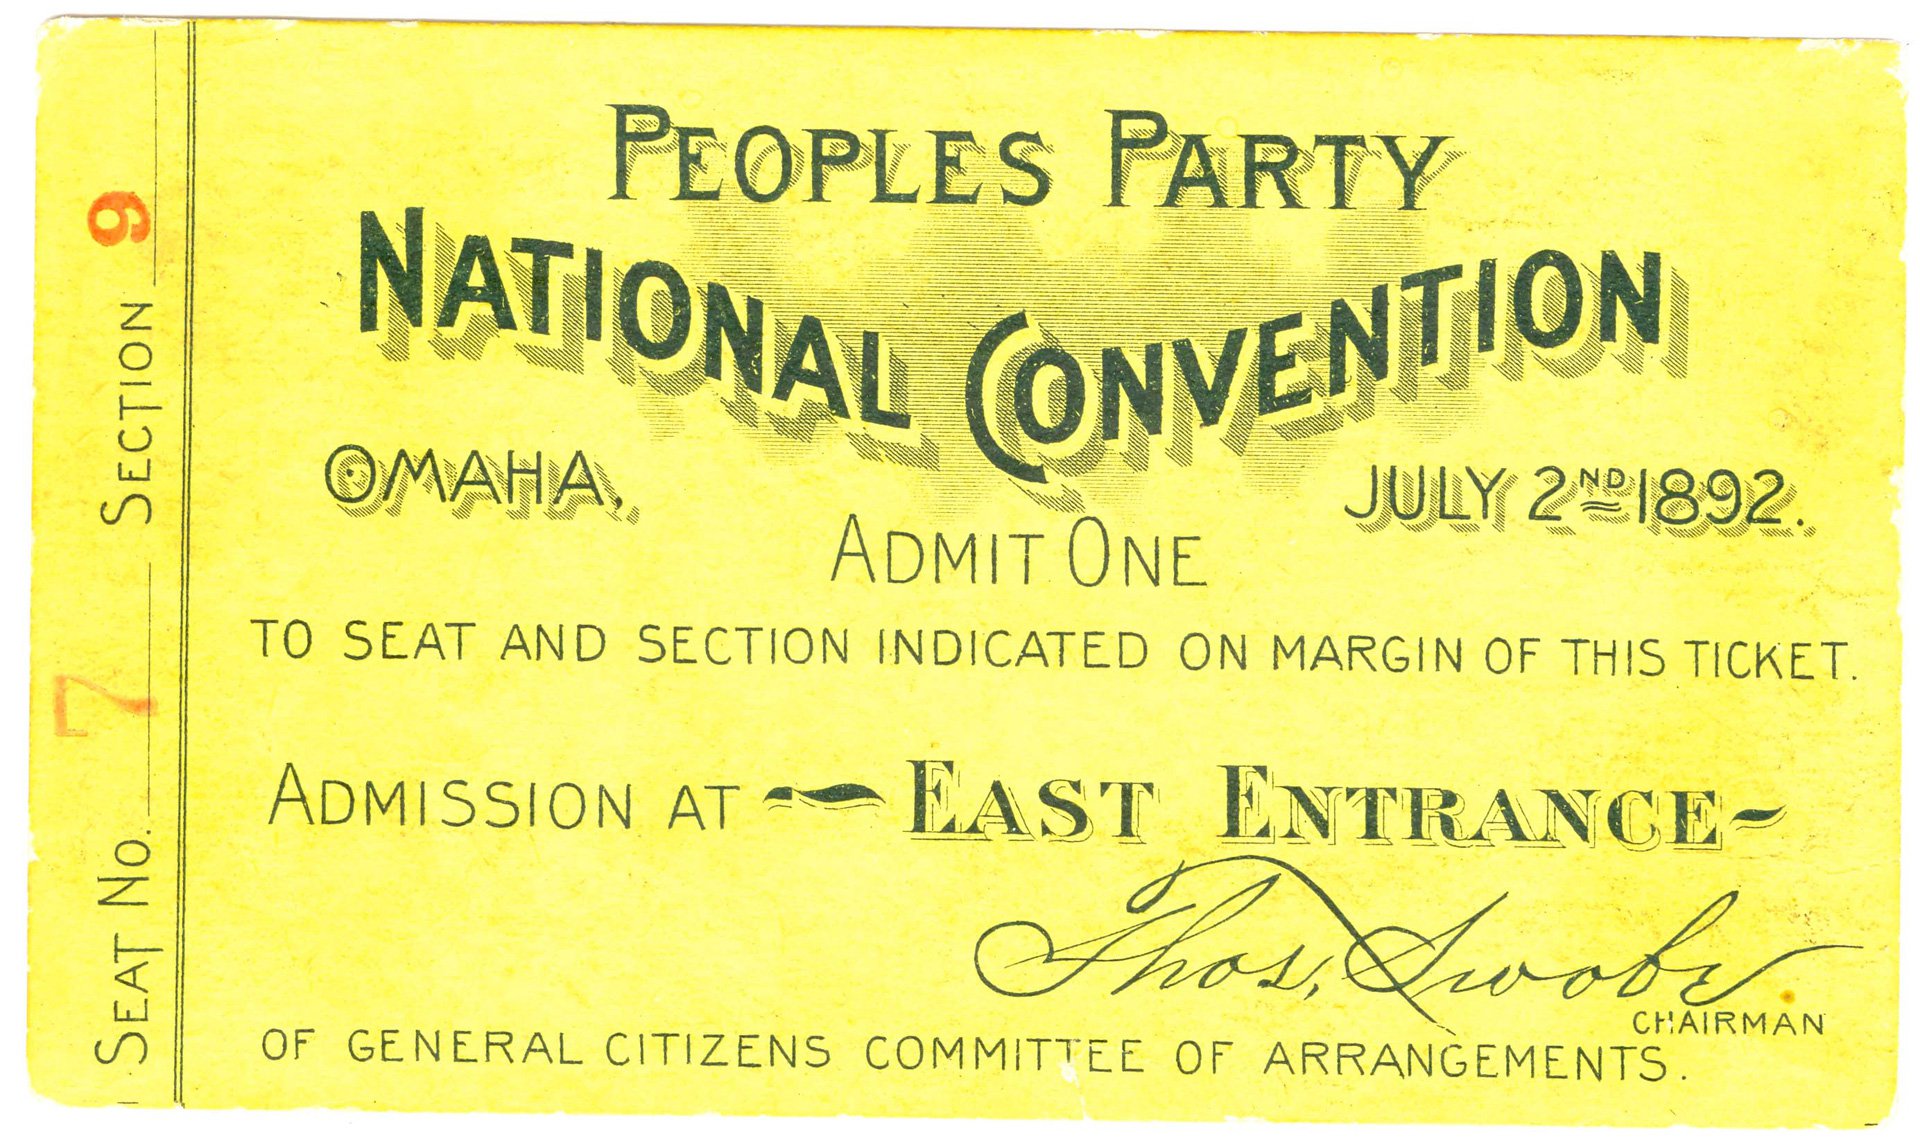 SEAT No. 7 SECTION 9
PEOPLES PARTY
NATIONAL CONVENTION
OMAHA,
JULY 2ND 1892.
ADMIT ONE
TO SEAT AND SECTION INDICATED ON MARGIN OF THIS TICKET.
ADMISSION AT ~ EAST ENTRANCE ~
Thos. Swobe
CHAIRMAN
OF GENERAL CITIZENS COMMITTEE OF ARRANGEMENTS.